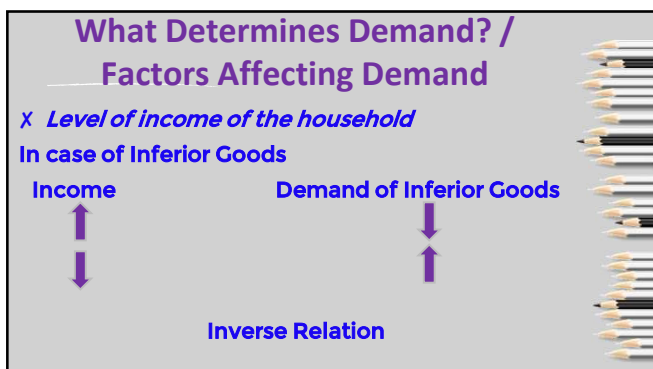 What Determines Demand? /
Factors Affecting Demand
✗ Level of income of the household
In case of Inferior Goods
Income Demand of Inferior Goods
Inverse Relation